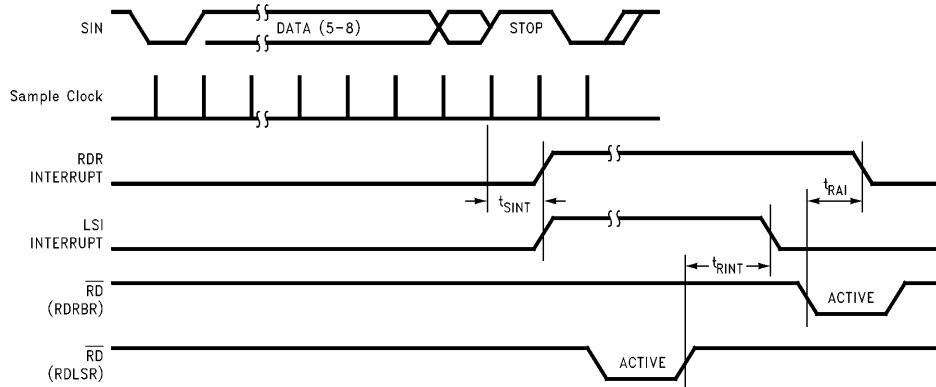 SIN
DATA (5-8)
STOP
Sample Clock
RDR
INTERRUPT
tRAI
tSINT
LSI
INTERRUPT
tRINT
RD
(RDRBR)
ACTIVE
RD
(RDLSR)
ACTIVE